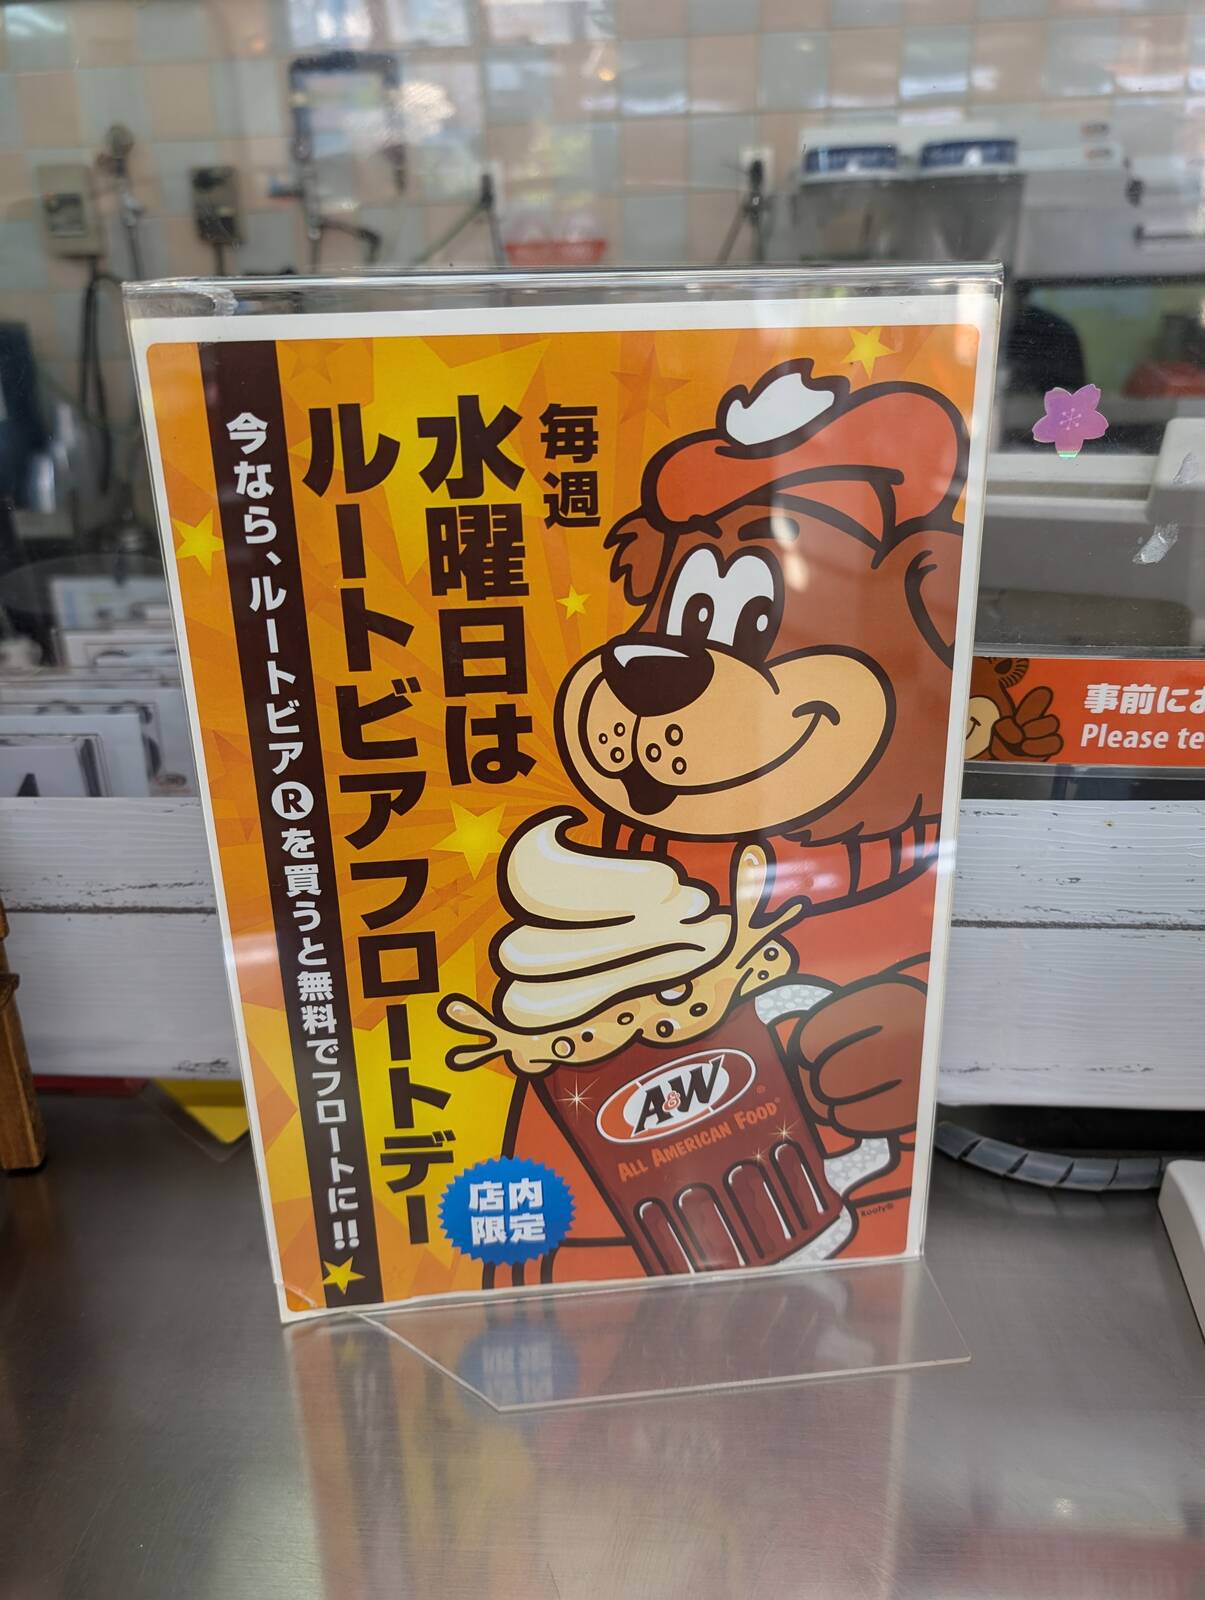 毎週
水曜日は
ルートビアフロートデー
今なら、ルートビアⓇを買うと無料でフロートに!!
店内
限定
A&W®
ALL AMERICAN FOOD®
Rooty®
事前にお
Please te